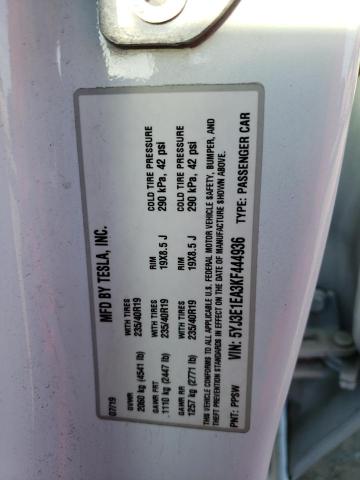 MFD BY TESLA, INC.
07/19
GVWR
2060 kg (4541 lb)
WITH TIRES
235/40R19
RIM
19X8.5 J
COLD TIRE PRESSURE
290 kPa, 42 psi
GAWR FRT
1110 kg (2447 lb)
WITH TIRES
235/40R19
GAWR RR
1257 kg (2771 lb)
WITH TIRES
235/40R19
RIM
19X8.5 J
COLD TIRE PRESSURE
290 kPa, 42 psi
THIS VEHICLE CONFORMS TO ALL APPLICABLE U.S. FEDERAL MOTOR VEHICLE SAFETY, BUMPER, AND
THEFT PREVENTION STANDARDS IN EFFECT ON THE DATE OF MANUFACTURE SHOWN ABOVE.
VIN: 5YJ3E1EA3KF444936 TYPE: PASSENGER CAR
PNT: PPSW